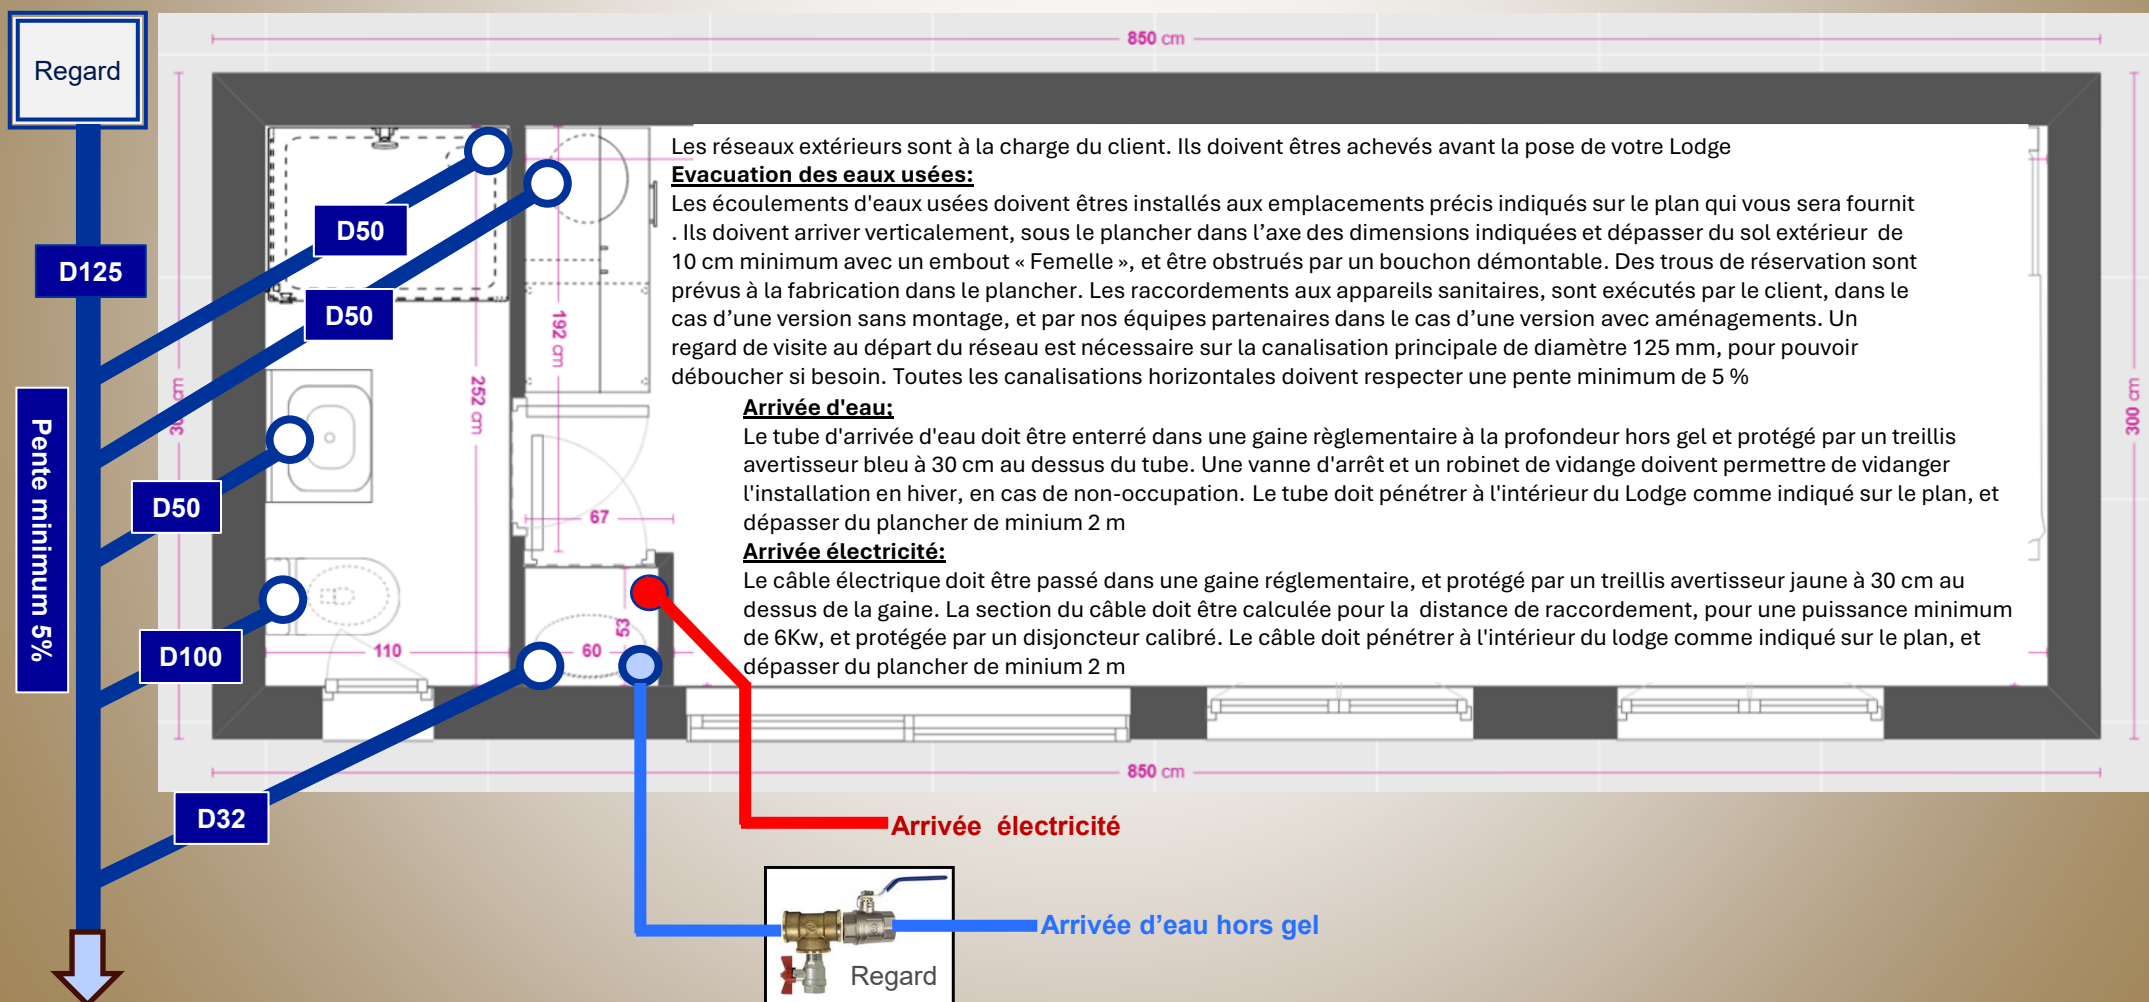 850 cm
Regard
Les réseaux extérieurs sont à la charge du client. Ils doivent êtres achevés avant la pose de votre Lodge
Evacuation des eaux usées:
Les écoulements d'eaux usées doivent êtres installés aux emplacements précis indiqués sur le plan qui vous sera fournit
. Ils doivent arriver verticalement, sous le plancher dans l'axe des dimensions indiquées et dépasser du sol extérieur de
10 cm minimum avec un embout « Femelle », et être obstrués par un bouchon démontable. Des trous de réservation sont
prévus à la fabrication dans le plancher. Les raccordements aux appareils sanitaires, sont exécutés par le client, dans le
cas d'une version sans montage, et par nos équipes partenaires dans le cas d'une version avec aménagements. Un
regard de visite au départ du réseau est nécessaire sur la canalisation principale de diamètre 125 mm, pour pouvoir
déboucher si besoin. Toutes les canalisations horizontales doivent respecter une pente minimum de 5 %
Arrivée d'eau;
Le tube d'arrivée d'eau doit être enterré dans une gaine règlementaire à la profondeur hors gel et protégé par un treillis
avertisseur bleu à 30 cm au dessus du tube. Une vanne d'arrêt et un robinet de vidange doivent permettre de vidanger
l'installation en hiver, en cas de non-occupation. Le tube doit pénétrer à l'intérieur du Lodge comme indiqué sur le plan, et
dépasser du plancher de minium 2 m
Arrivée électricité:
Le câble électrique doit être passé dans une gaine réglementaire, et protégé par un treillis avertisseur jaune à 30 cm au
dessus de la gaine. La section du câble doit être calculée pour la distance de raccordement, pour une puissance minimum
de 6Kw, et protégée par un disjoncteur calibré. Le câble doit pénétrer à l'intérieur du lodge comme indiqué sur le plan, et
dépasser du plancher de minium 2 m
D50
D125
D50
192 cm
252 cm
cm
300 cm
Pente minimum 5%
D50
67
53
D100
110
60
850 cm
D32
Arrivée électricité
Arrivée d'eau hors gel
Regard